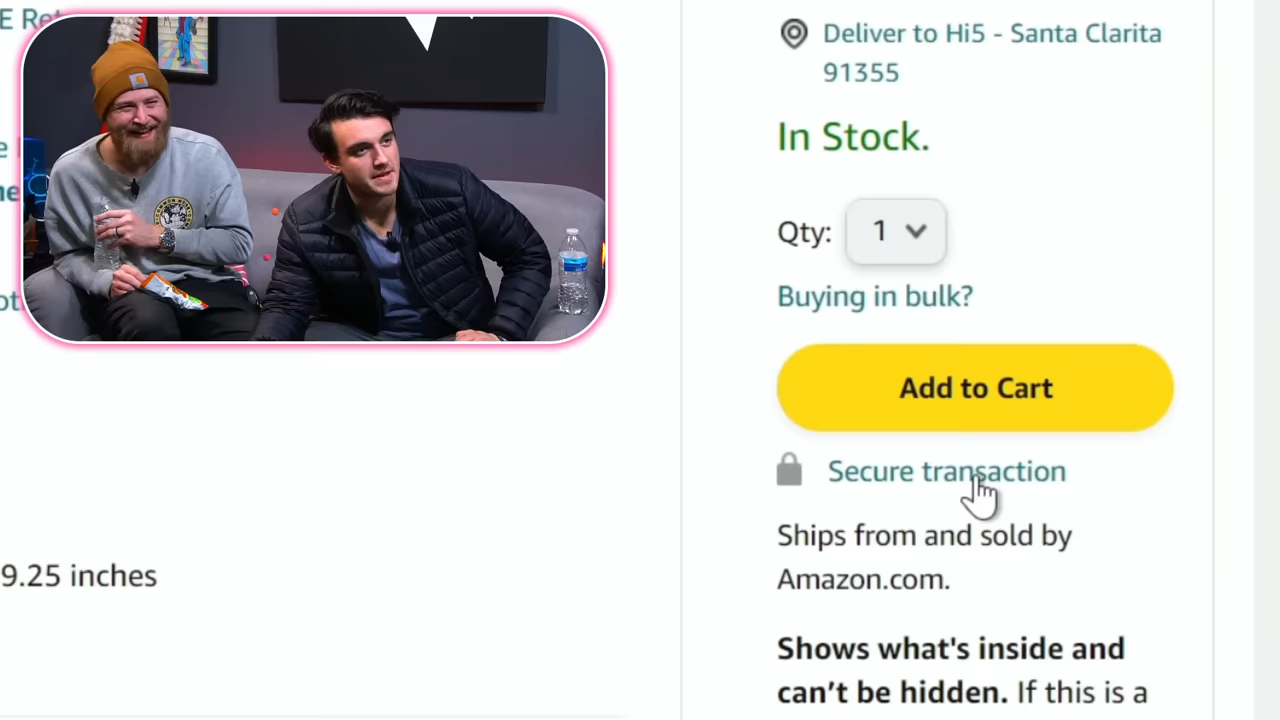 Deliver to Hi5 - Santa Clarita
91355
In Stock.
Qty: 1
Buying in bulk?
Add to Cart
Secure transaction
Ships from and sold by
Amazon.com.
9.25 inches
Shows what's inside and
can’t be hidden. If this is a